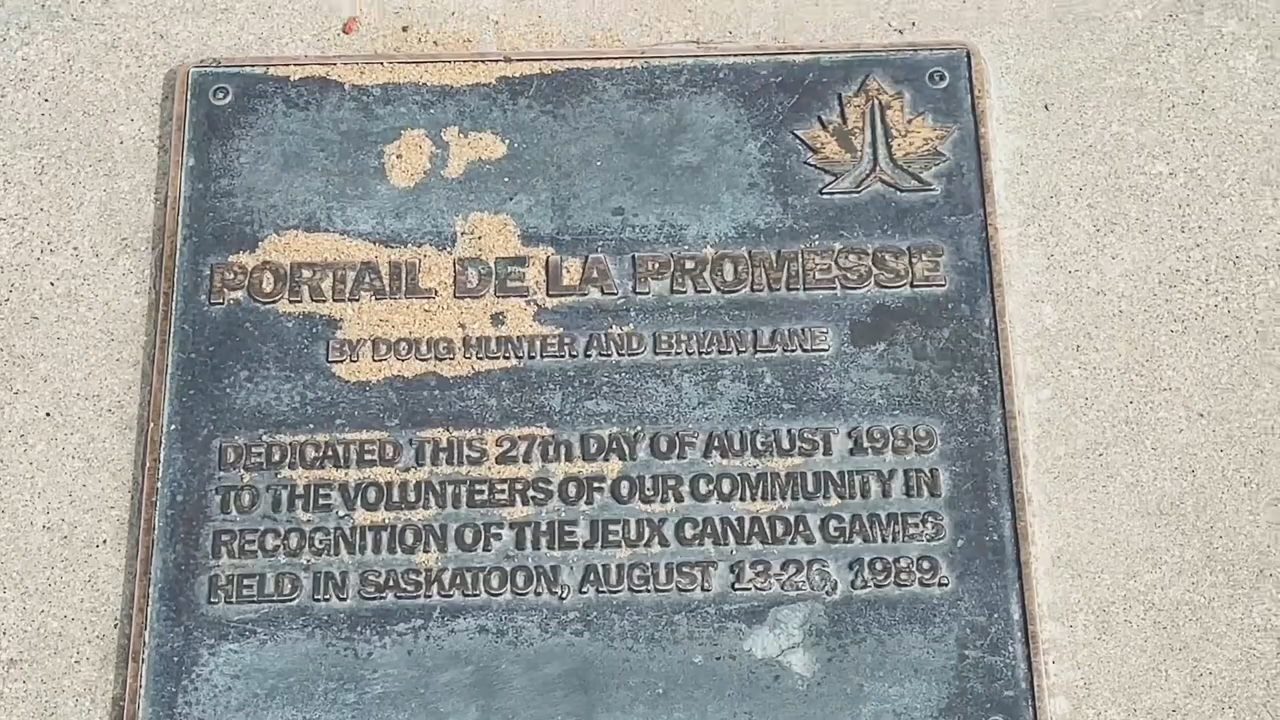 PORTAIL DE LA PROMESSE
BY DOUG HUNTER AND BRYAN LANE
DEDICATED THIS 27th DAY OF AUGUST 1989
TO THE VOLUNTEERS OF OUR COMMUNITY IN
RECOGNITION OF THE JEUX CANADA GAMES
HELD IN SASKATOON, AUGUST 13-26, 1989.